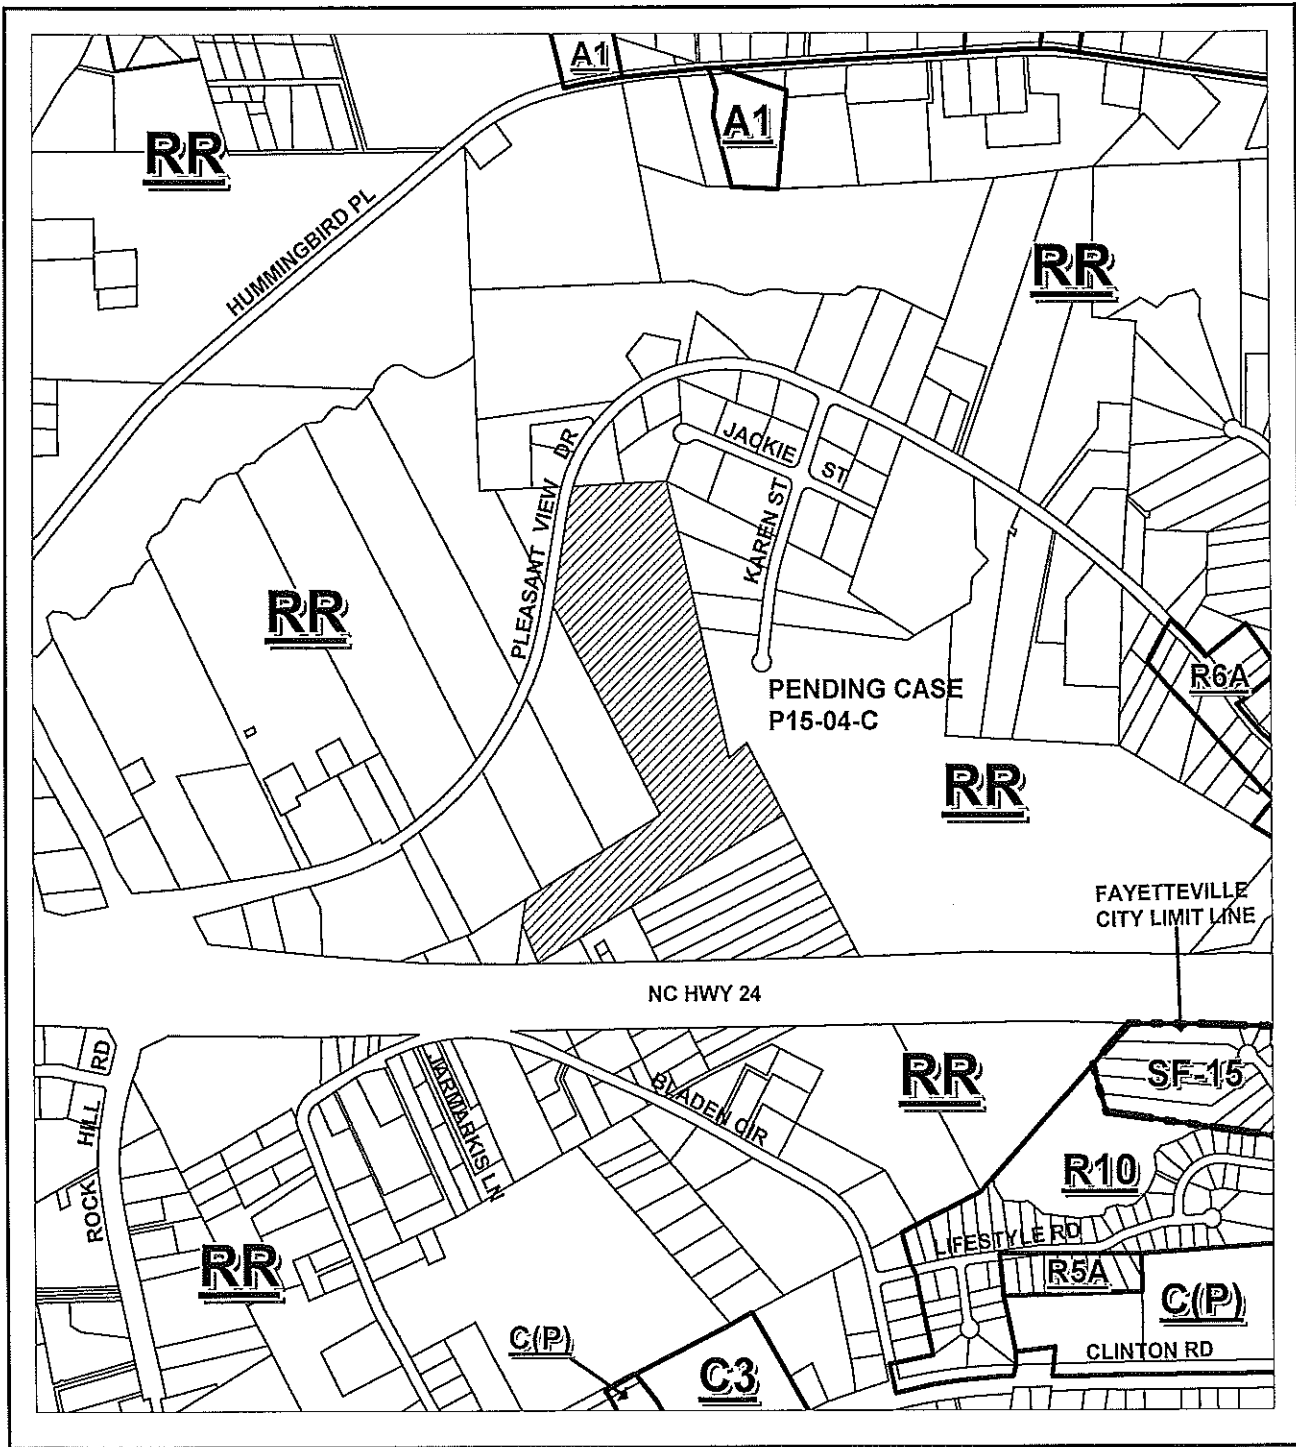 A1
A1
RR
HUMMINGBIRD PL
RR
JACKIE ST
PLEASANT VIEW DR
KAREN ST
RR
PENDING CASE
P15-04-C
R6A
RR
FAYETTEVILLE
CITY LIMIT LINE
NC HWY 24
ROCK HILL RD
JARMARKIS LN
BLADEN CIR
RR
SF-15
R10
LIFESTYLE RD
RR
R5A
C(P)
C(P)
C3
CLINTON RD